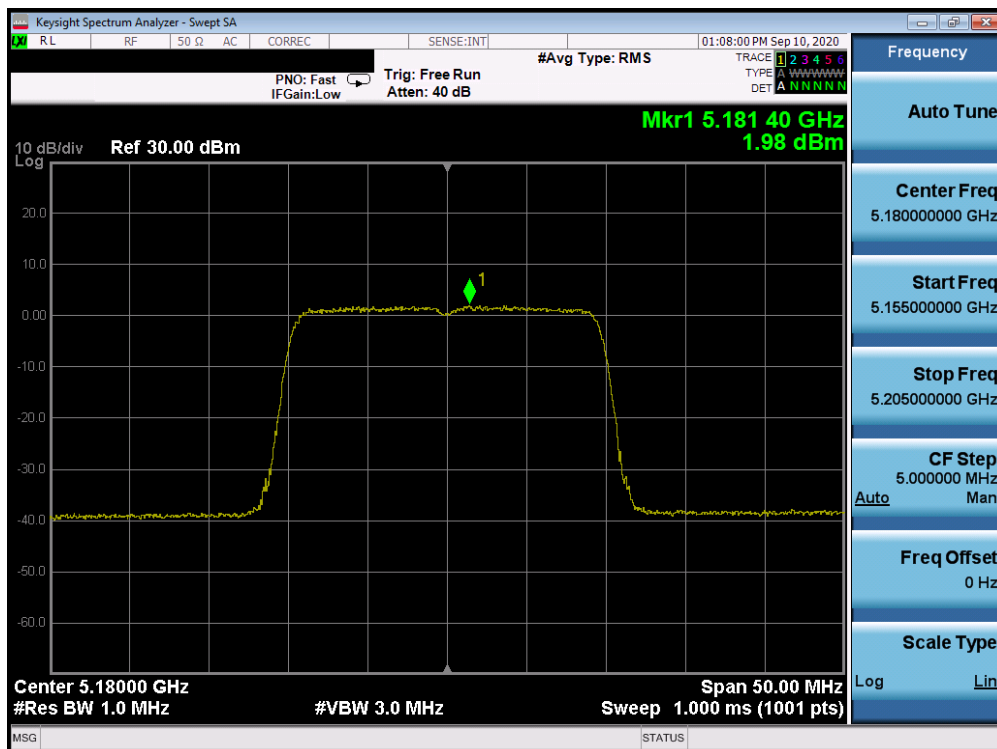 Keysight Spectrum Analyzer - Swept SA
LXI RL RF 50 Ω AC CORREC SENSE:INT 01:08:00 PM Sep 10, 2020
#Avg Type: RMS TRACE 1 2 3 4 5 6
PNO: Fast Trig: Free Run TYPE A WWWWW
IFGain:Low Atten: 40 dB DET A N N N N N
Mkr1 5.181 40 GHz
10 dB/div Ref 30.00 dBm 1.98 dBm
Log
1
20.0
10.0
0.00
-10.0
-20.0
-30.0
-40.0
-50.0
-60.0
Center 5.18000 GHz Span 50.00 MHz
#Res BW 1.0 MHz #VBW 3.0 MHz Sweep 1.000 ms (1001 pts)
MSG STATUS
Frequency
Auto Tune
Center Freq
5.180000000 GHz
Start Freq
5.155000000 GHz
Stop Freq
5.205000000 GHz
CF Step
5.000000 MHz
Auto Man
Freq Offset
0 Hz
Scale Type
Log Lin